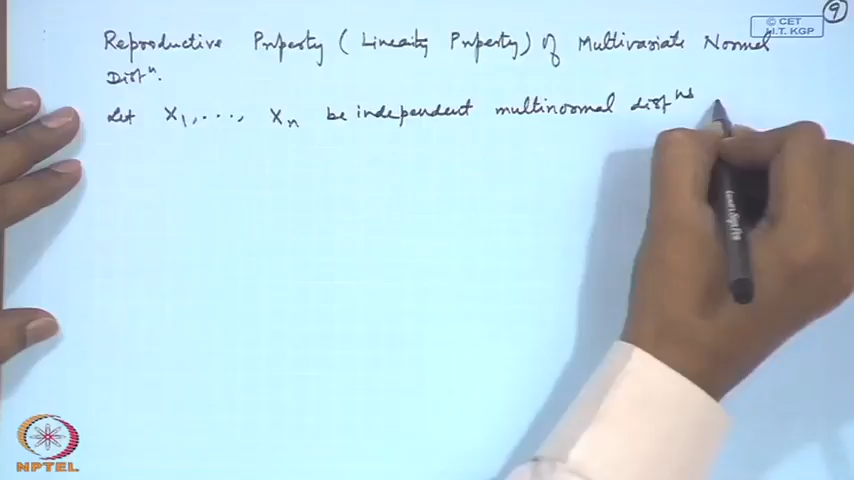 9
© CET
I.I.T. KGP
Reproductive Property (Linearity Property) of Multivariate Normal
Distⁿ.
Let X₁, ..., Xₙ be independent multinormal distⁿˢ
NPTEL